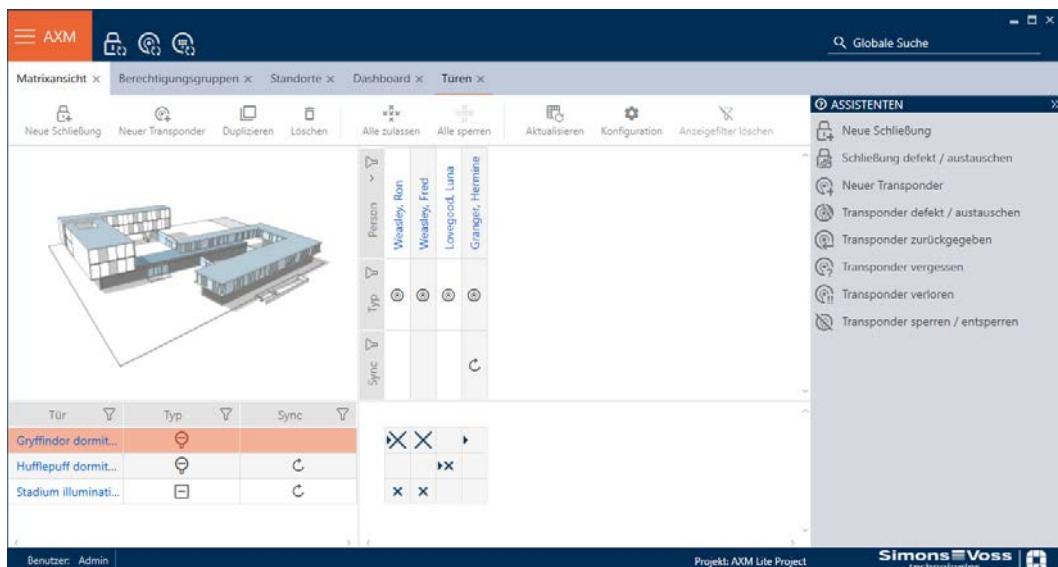 AXM
Globale Suche
Matrixansicht × Berechtigungsgruppen × Standorte × Dashboard × Türen ×
Neue Schließung Neuer Transponder Duplizieren Löschen Alle zulassen Alle sperren Aktualisieren Konfiguration Anzeigefilter löschen
ASSISTENTEN
Neue Schließung
Schließung defekt / austauschen
Neuer Transponder
Transponder defekt / austauschen
Transponder zurückgegeben
Transponder vergessen
Transponder verloren
Transponder sperren / entsperren
Person
Weasley, Ron
Weasley, Fred
Lovegood, Luna
Granger, Hermine
Typ
Sync
Tür Typ Sync
Gryffindor dormit...
Hufflepuff dormit...
Stadium illuminati...
Benutzer: Admin
Projekt: AXM Lite Project
Simons Voss
technologies